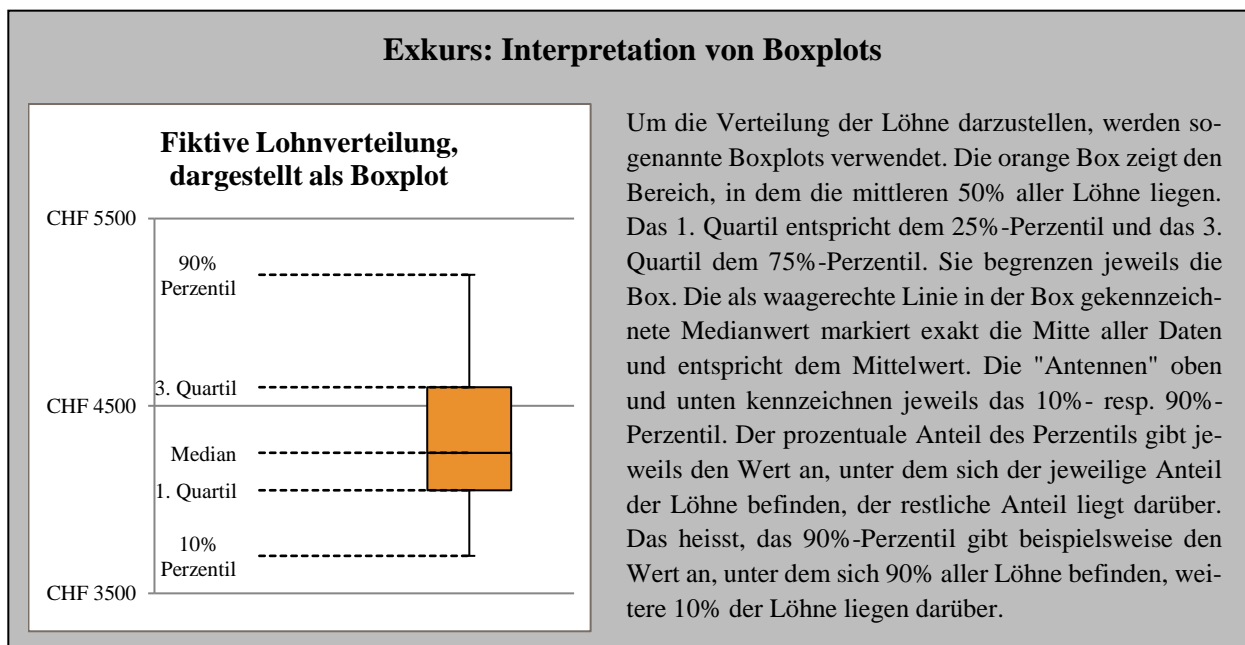 Exkurs: Interpretation von Boxplots
Fiktive Lohnverteilung,
dargestellt als Boxplot
CHF 5500
90%
Perzentil
3. Quartil
CHF 4500
Median
1. Quartil
10%
Perzentil
CHF 3500
Um die Verteilung der Löhne darzustellen, werden so-
genannte Boxplots verwendet. Die orange Box zeigt den
Bereich, in dem die mittleren 50% aller Löhne liegen.
Das 1. Quartil entspricht dem 25%-Perzentil und das 3.
Quartil dem 75%-Perzentil. Sie begrenzen jeweils die
Box. Die als waagerechte Linie in der Box gekennzeich-
nete Medianwert markiert exakt die Mitte aller Daten
und entspricht dem Mittelwert. Die "Antennen" oben
und unten kennzeichnen jeweils das 10%- resp. 90%-
Perzentil. Der prozentuale Anteil des Perzentils gibt je-
weils den Wert an, unter dem sich der jeweilige Anteil
der Löhne befinden, der restliche Anteil liegt darüber.
Das heisst, das 90%-Perzentil gibt beispielsweise den
Wert an, unter dem sich 90% aller Löhne befinden, wei-
tere 10% der Löhne liegen darüber.